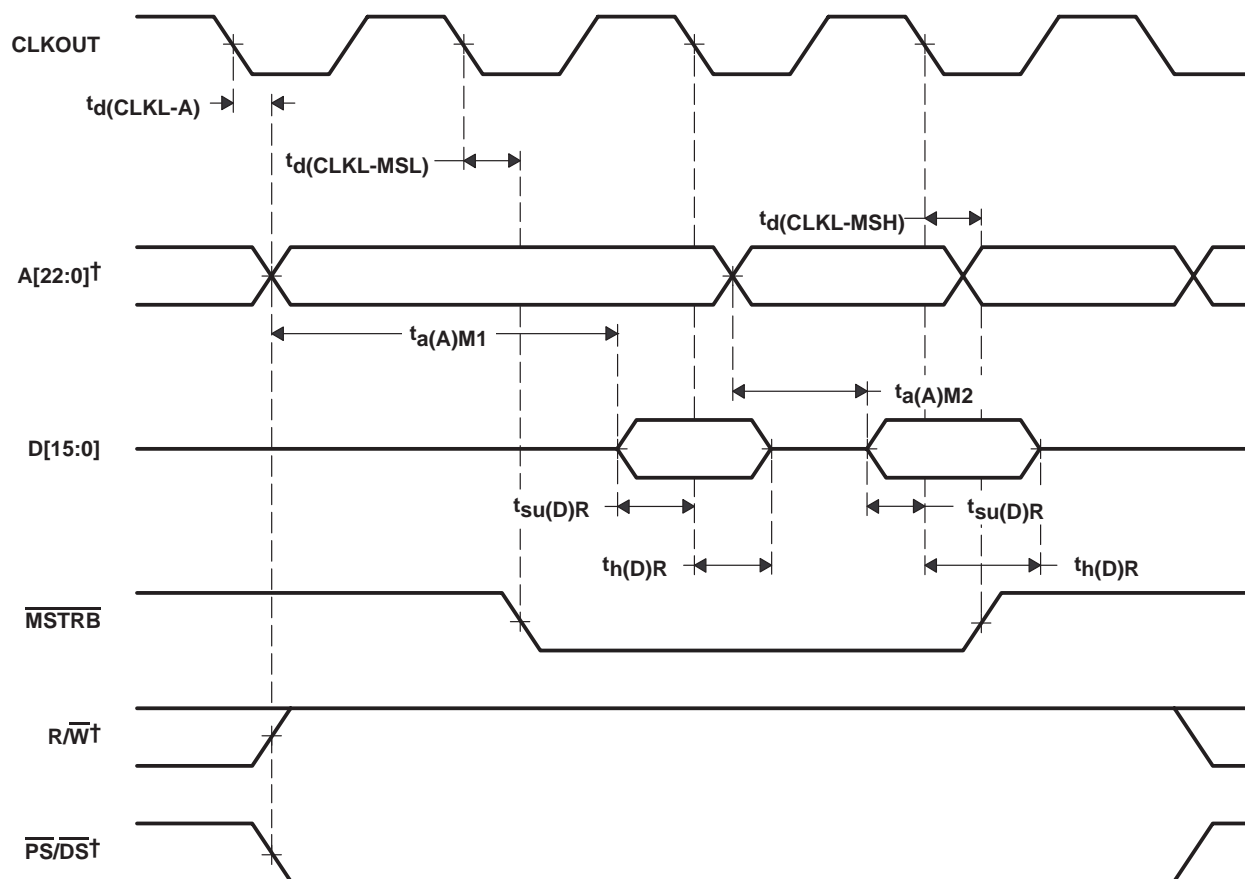 CLKOUT
td(CLKL-A)
td(CLKL-MSL)
td(CLKL-MSH)
A[22:0]†
ta(A)M1
ta(A)M2
D[15:0]
tsu(D)R
tsu(D)R
th(D)R
th(D)R
MSTRB
R/W†
PS/DS†